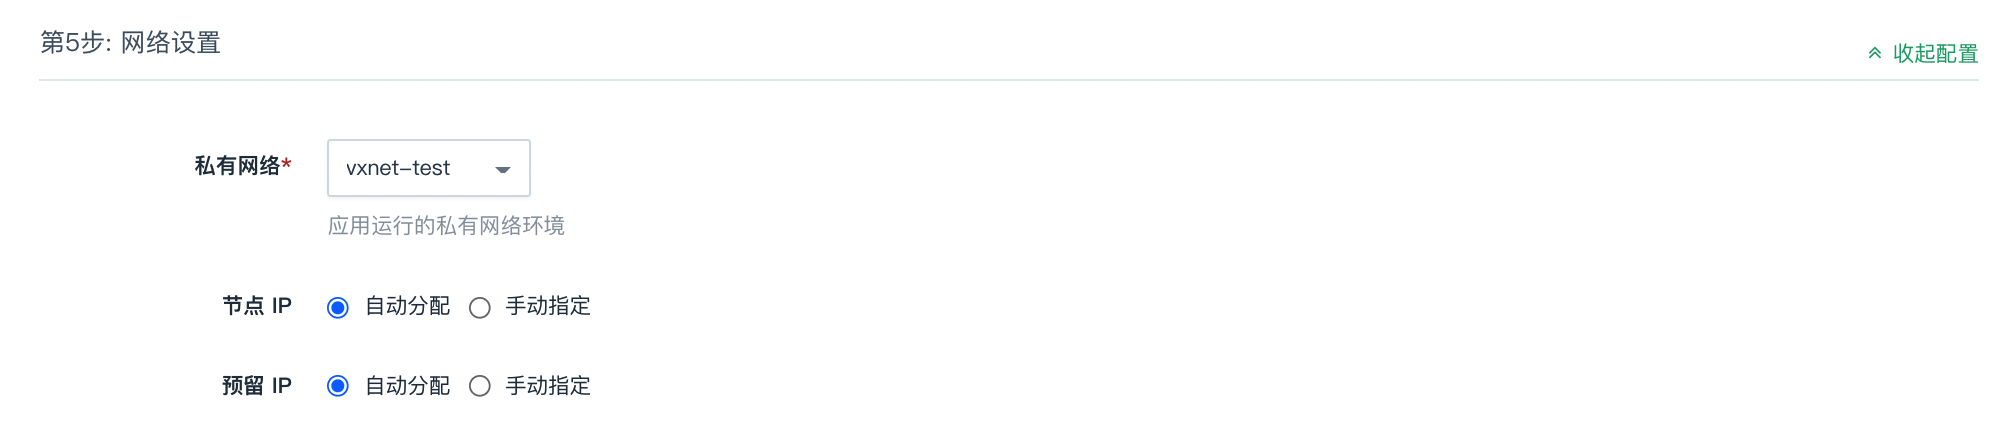 第5步: 网络设置
收起配置
私有网络*
vxnet-test
应用运行的私有网络环境
节点 IP 自动分配 手动指定
预留 IP 自动分配 手动指定